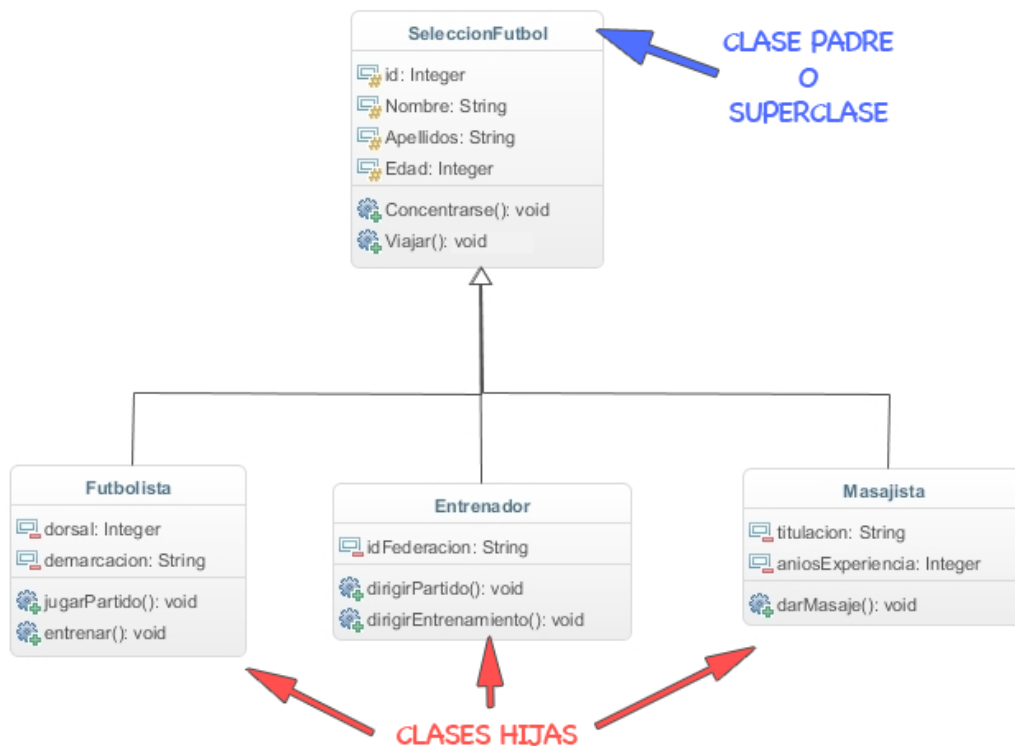 SeleccionFutbol
id: Integer
Nombre: String
Apellidos: String
Edad: Integer
Concentrarse(): void
Viajar(): void
CLASE PADRE
O
SUPERCLASE
Futbolista
dorsal: Integer
demarcacion: String
jugarPartido(): void
entrenar(): void
Entrenador
idFederacion: String
dirigirPartido(): void
dirigirEntrenamiento(): void
Masajista
titulacion: String
aniosExperiencia: Integer
darMasaje(): void
CLASES HIJAS